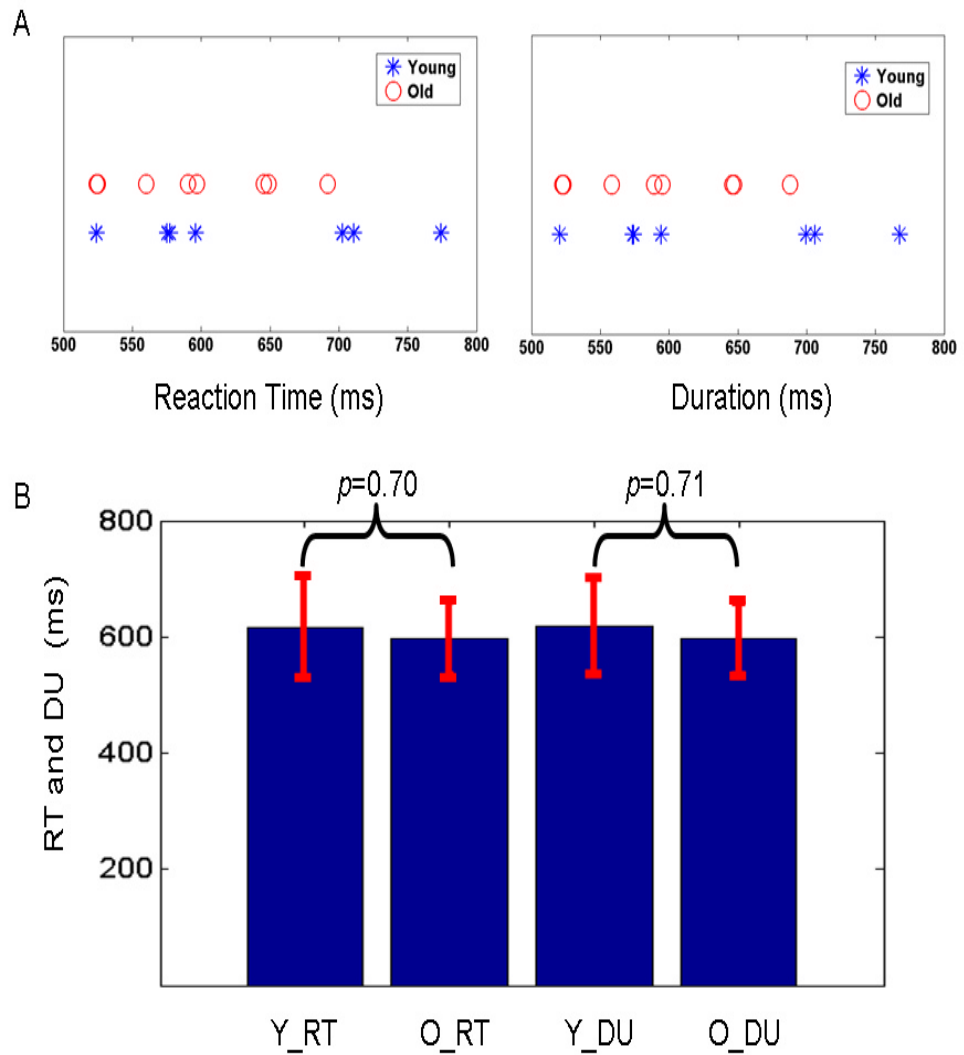 A
Young
Old
500 550 600 650 700 750 800
Reaction Time (ms)
Young
Old
500 550 600 650 700 750 800
Duration (ms)
B
p=0.70
p=0.71
RT and DU (ms)
800
600
400
200
Y_RT O_RT Y_DU O_DU